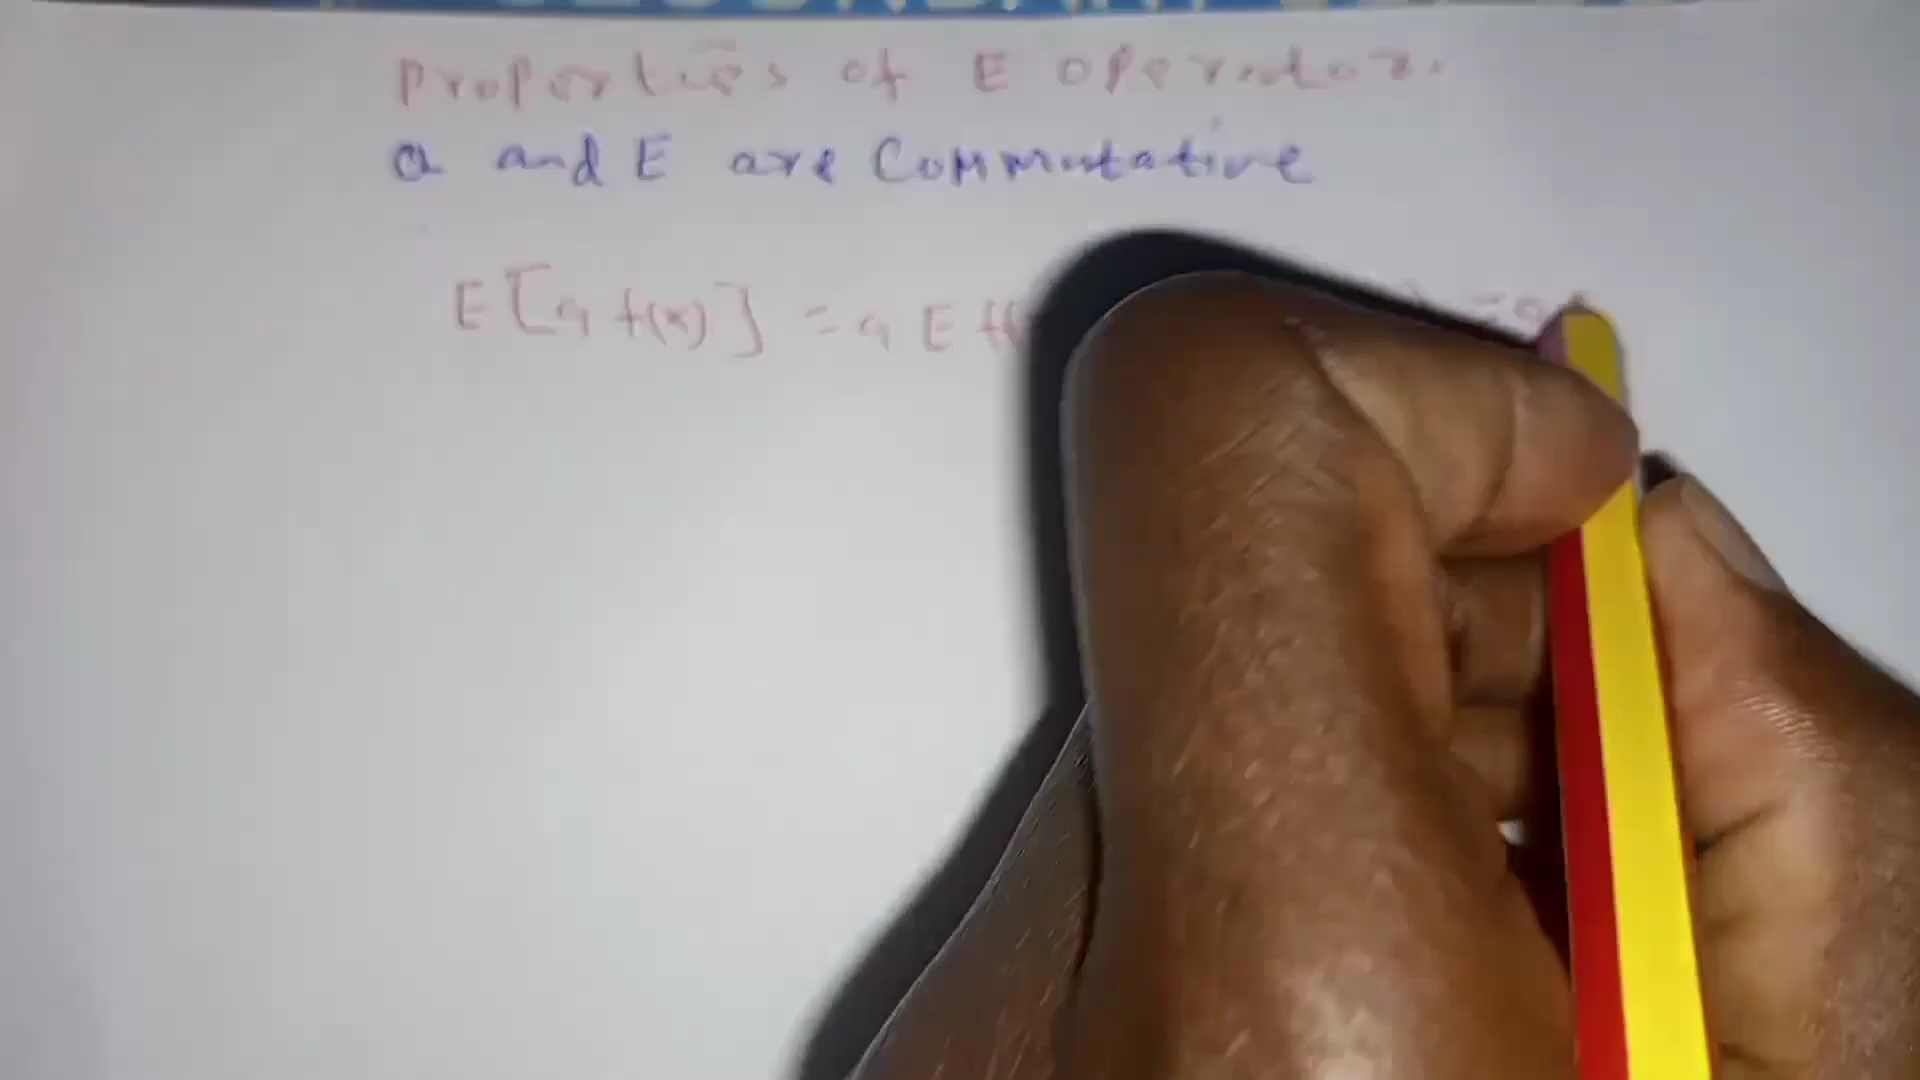 Properties of E operator.
a and E are Commutative
E[a f(x)] = a E f( ) = a